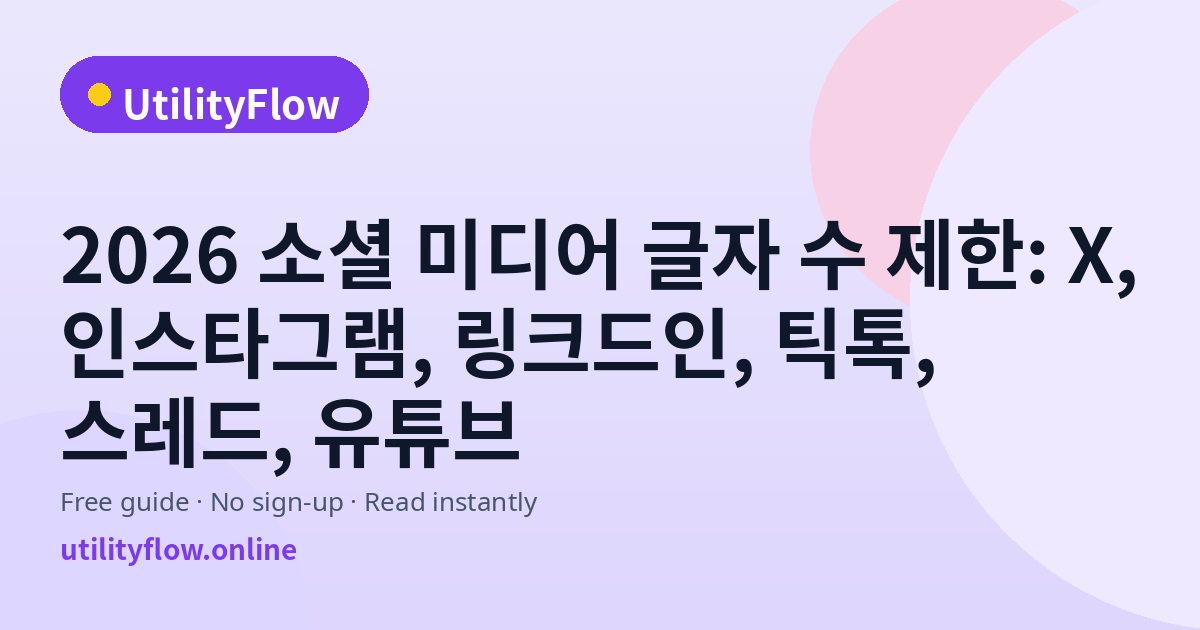 UtilityFlow
2026 소셜 미디어 글자 수 제한: X,
인스타그램, 링크드인, 틱톡,
스레드, 유튜브
Free guide · No sign-up · Read instantly
utilityflow.online